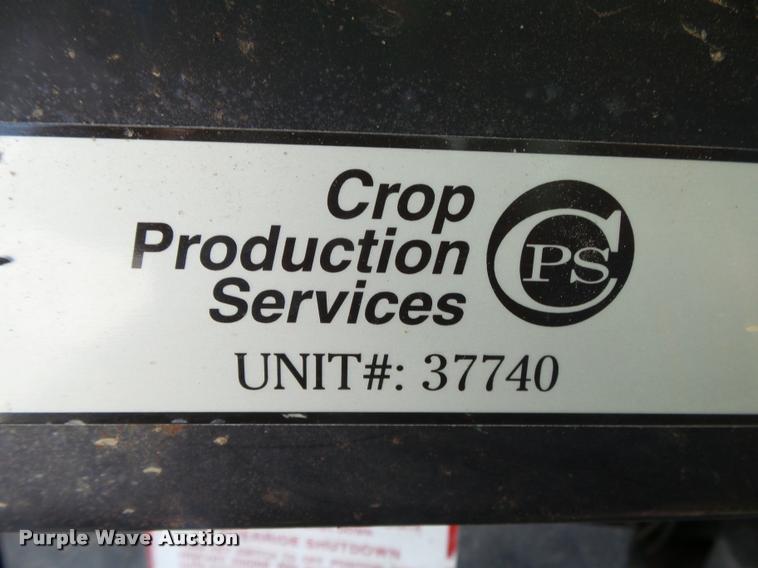 Crop
Production
Services
CPS
UNIT#: 37740
Purple Wave Auction®
SHUTDOWN